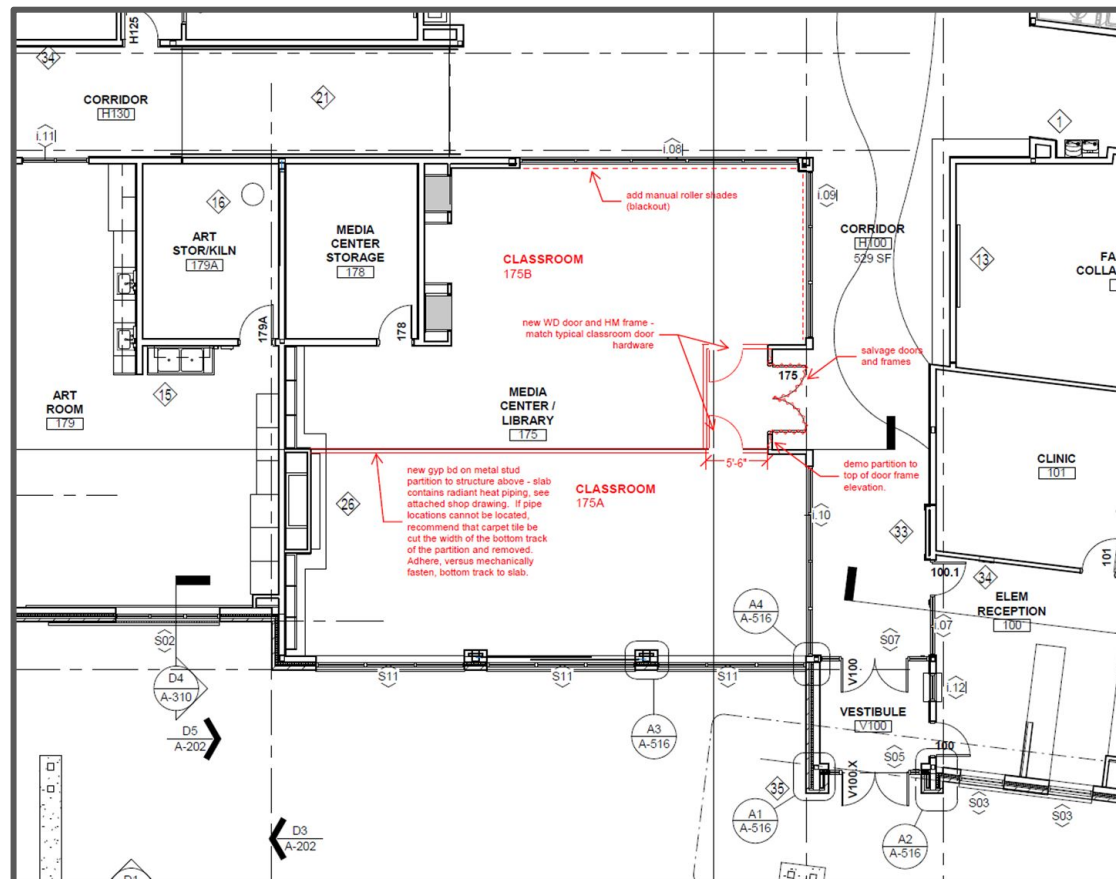 H125
34
CORRIDOR
H130
21
1
i.11
i.08
add manual roller shades
(blackout)
i.09
16
ART
STOR/KILN
179A
MEDIA
CENTER
STORAGE
178
CORRIDOR
H100
529 SF
13
CLASSROOM
175B
new WD door and HM frame -
match typical classroom door
hardware
179A
178
175
salvage doors
and frames
15
ART
ROOM
179
MEDIA
CENTER /
LIBRARY
175
5'-6"
demo partition to
top of door frame
elevation.
CLINIC
101
new gyp bd on metal stud
partition to structure above - slab
contains radiant heat piping, see
attached shop drawing. If pipe
locations cannot be located,
recommend that carpet tile be
cut the width of the bottom track
of the partition and removed.
Adhere, versus mechanically
fasten, bottom track to slab.
26
CLASSROOM
175A
i.10
33
101
100.1
34
ELEM
RECEPTION
100
A4
A-516
i.07
S02
S07
S11
S11
S11
V100
i.12
D4
A-310
VESTIBULE
V100
D5
A-202
A3
A-516
100
S05
35
V100.X
S03
S03
A1
A-516
A2
A-516
D3
A-202